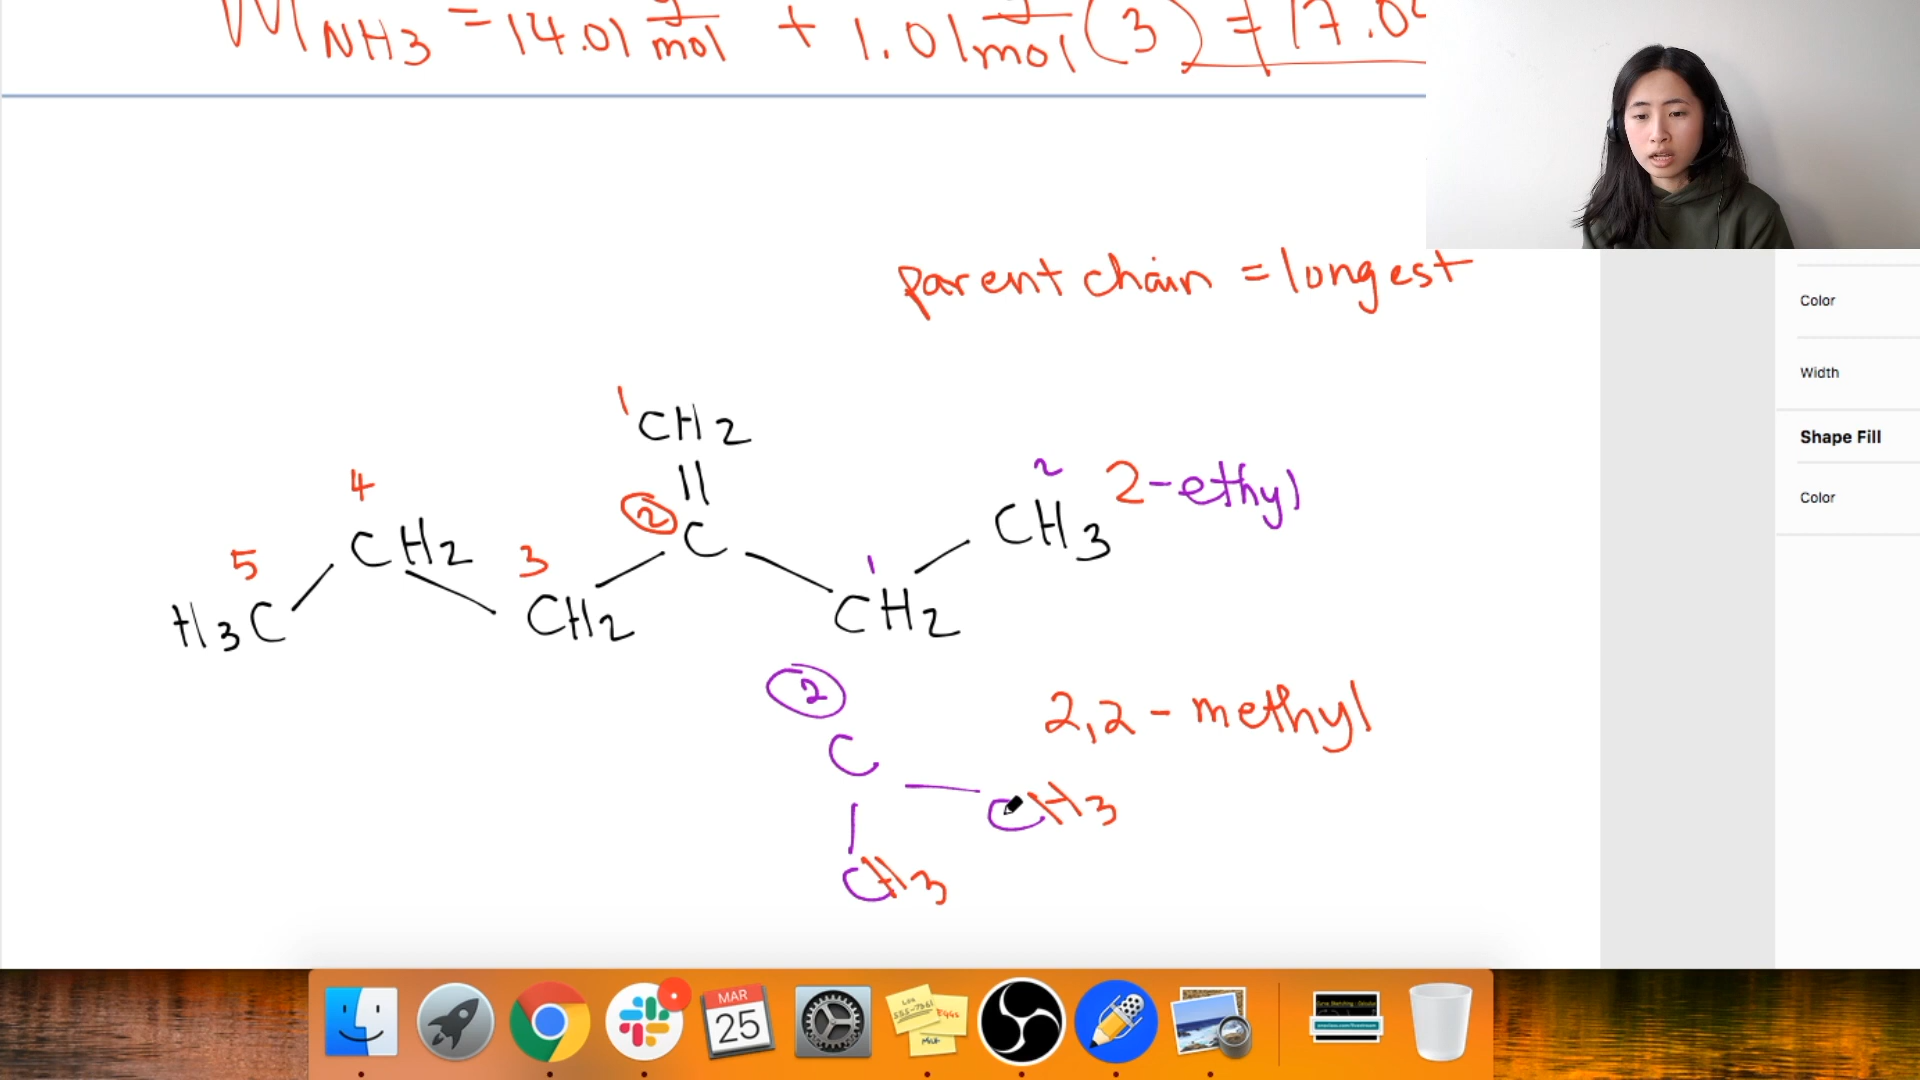 M NH3 = 14.01 g/mol + 1.01 g/mol (3) = 17.0
parent chain = longest
Color
Width
Shape Fill
Color
1
CH2
4
2
2 2-ethyl
CH3
5
CH2
3
C
1
H3C
CH2
CH2
2
2,2-methyl
C
CH3
CH3
MAR
25
EGGS
MILK